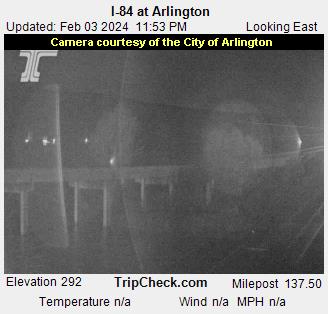 I-84 at Arlington
Updated: Feb 03 2024 11:53 PM Looking East
Camera courtesy of the City of Arlington
Elevation 292 TripCheck.com Milepost 137.50
Temperature n/a Wind n/a MPH n/a